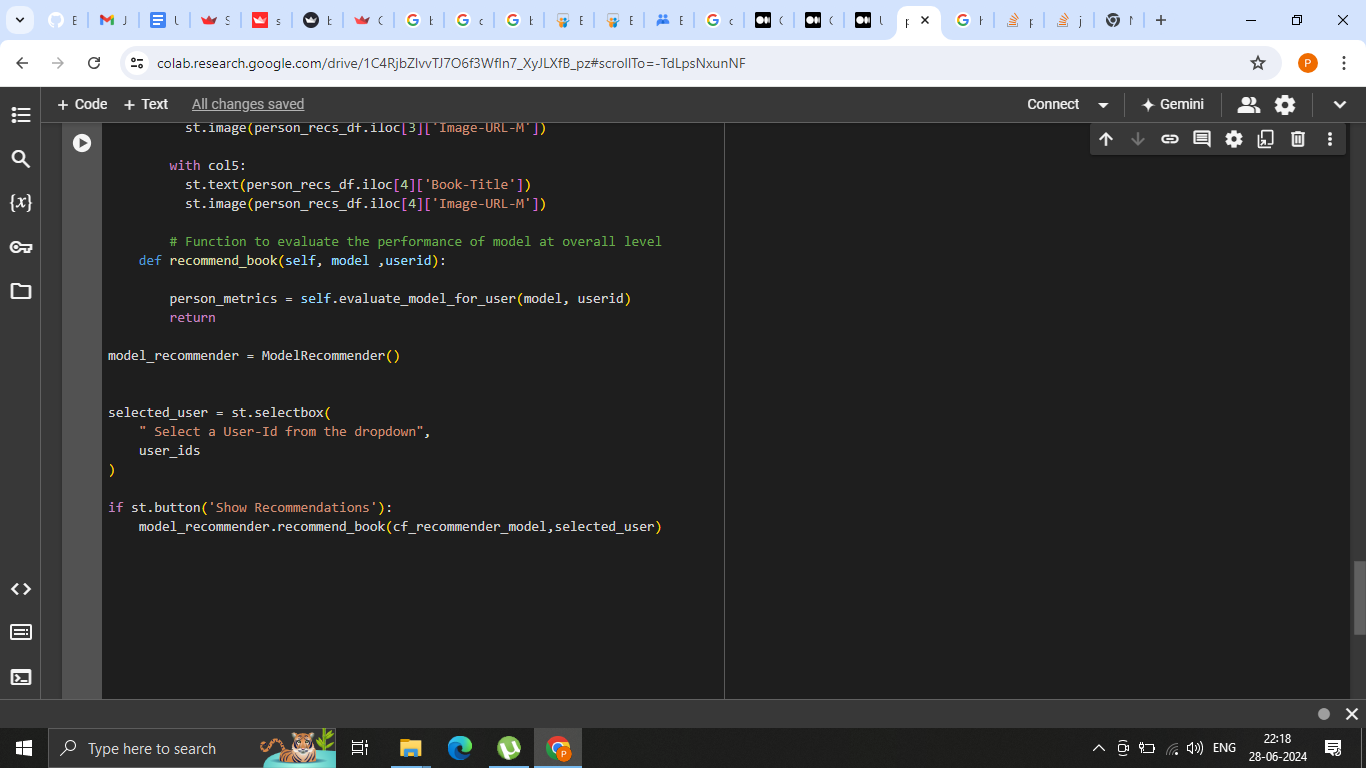 colab.research.google.com/drive/1C4RjbZlvvTJ7O6f3Wfln7_XyJLXfB_pz#scrollTo=-TdLpsNxunNF
P
+ Code + Text All changes saved Connect Gemini
st.image(person_recs_df.iloc[3]['Image-URL-M'])
with col5:
st.text(person_recs_df.iloc[4]['Book-Title'])
st.image(person_recs_df.iloc[4]['Image-URL-M'])
# Function to evaluate the performance of model at overall level
def recommend_book(self, model ,userid):
person_metrics = self.evaluate_model_for_user(model, userid)
return
model_recommender = ModelRecommender()
selected_user = st.selectbox(
" Select a User-Id from the dropdown",
user_ids
)
if st.button('Show Recommendations'):
model_recommender.recommend_book(cf_recommender_model,selected_user)
Type here to search
ENG
22:18
28-06-2024